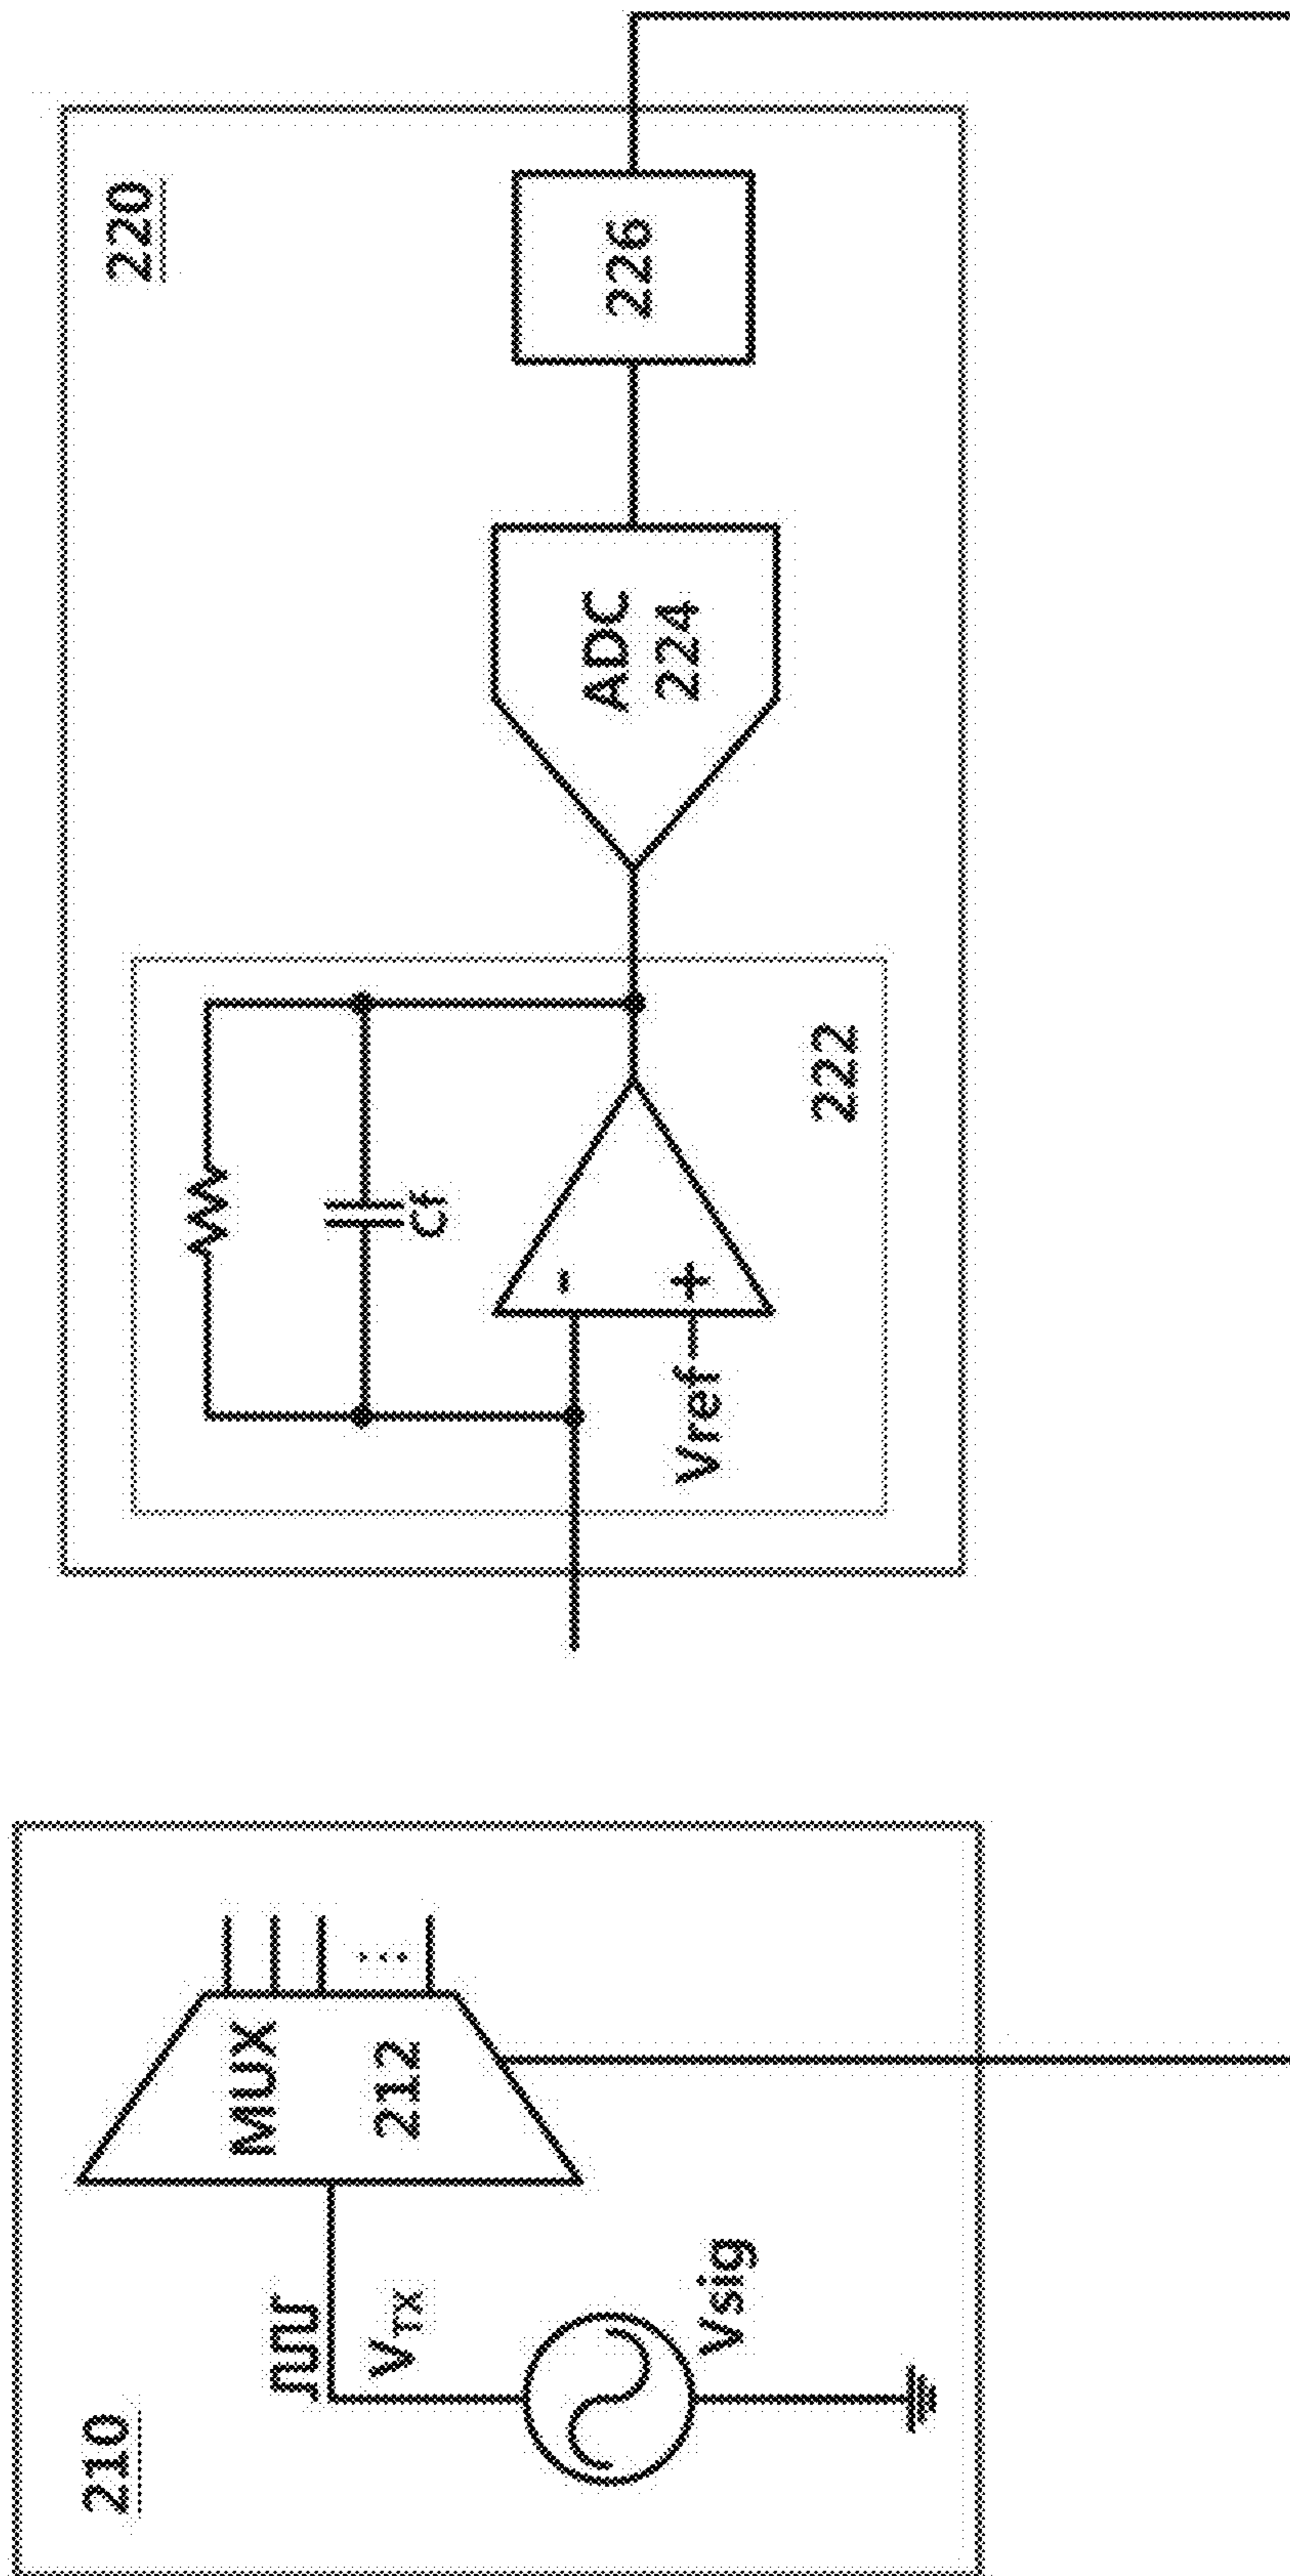 210
VTX
Vsig
MUX
212
220
Cf
-
+
Vref
222
ADC
224
226